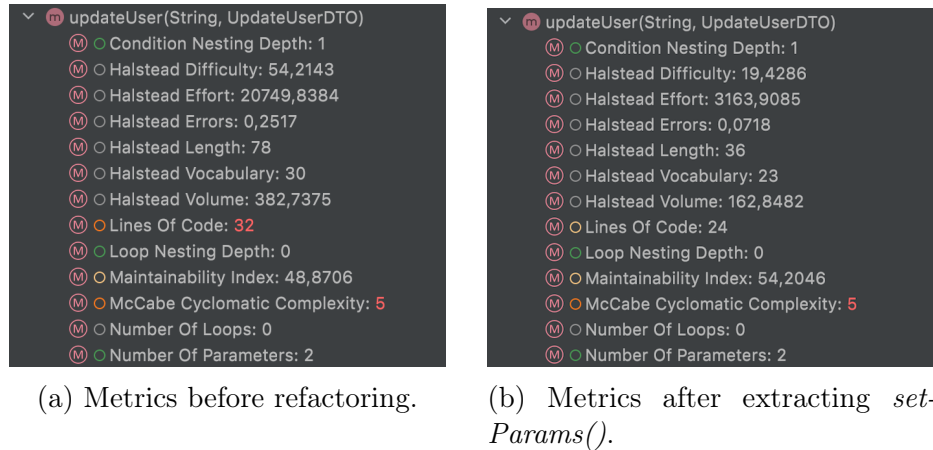 updateUser(String, UpdateUserDTO)
Condition Nesting Depth: 1
Halstead Difficulty: 54,2143
Halstead Effort: 20749,8384
Halstead Errors: 0,2517
Halstead Length: 78
Halstead Vocabulary: 30
Halstead Volume: 382,7375
Lines Of Code: 32
Loop Nesting Depth: 0
Maintainability Index: 48,8706
McCabe Cyclomatic Complexity: 5
Number Of Loops: 0
Number Of Parameters: 2
(a) Metrics before refactoring.
updateUser(String, UpdateUserDTO)
Condition Nesting Depth: 1
Halstead Difficulty: 19,4286
Halstead Effort: 3163,9085
Halstead Errors: 0,0718
Halstead Length: 36
Halstead Vocabulary: 23
Halstead Volume: 162,8482
Lines Of Code: 24
Loop Nesting Depth: 0
Maintainability Index: 54,2046
McCabe Cyclomatic Complexity: 5
Number Of Loops: 0
Number Of Parameters: 2
(b) Metrics after extracting set-
Params().